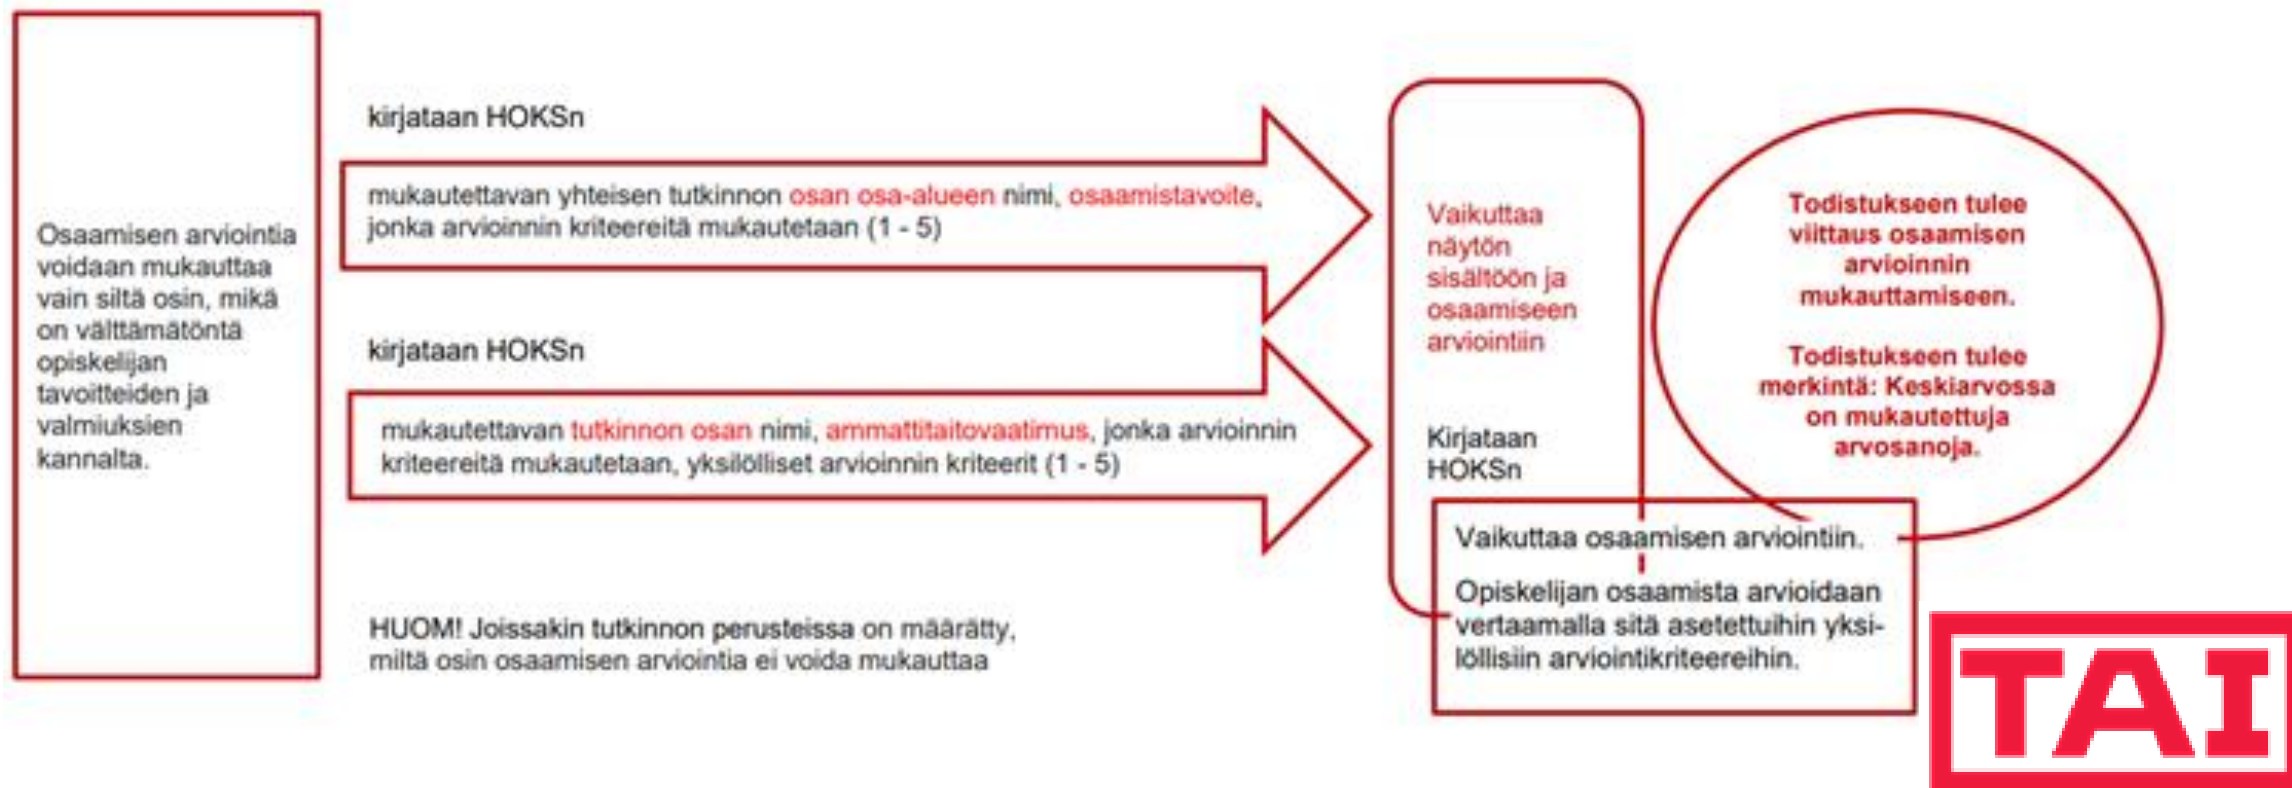 Osaamisen arviointia
voidaan mukauttaa
vain siltä osin, mikä
on välttämätöntä
opiskelijan
tavoitteiden ja
valmiuksien
kannalta.
kirjataan HOKSn
mukautettavan yhteisen tutkinnon osan osa-alueen nimi, osaamistavoite,
jonka arvioinnin kriteereitä mukautetaan (1 - 5)
kirjataan HOKSn
mukautettavan tutkinnon osan nimi, ammattitaitovaatimus, jonka arvioinnin
kriteereitä mukautetaan, yksilölliset arvioinnin kriteerit (1 - 5)
HUOM! Joissakin tutkinnon perusteissa on määrätty,
miltä osin osaamisen arviointia ei voida mukauttaa
Vaikuttaa
näytön
sisältöön ja
osaamiseen
arviointiin
Kirjataan
HOKSn
Vaikuttaa osaamisen arviointiin.
Opiskelijan osaamista arvioidaan
vertaamalla sitä asetettuihin yksi-
löllisiin arviointikriteereihin.
Todistukseen tulee
viittaus osaamisen
arvioinnin
mukauttamiseen.
Todistukseen tulee
merkintä: Keskiarvossa
on mukautettuja
arvosanoja.
TAI